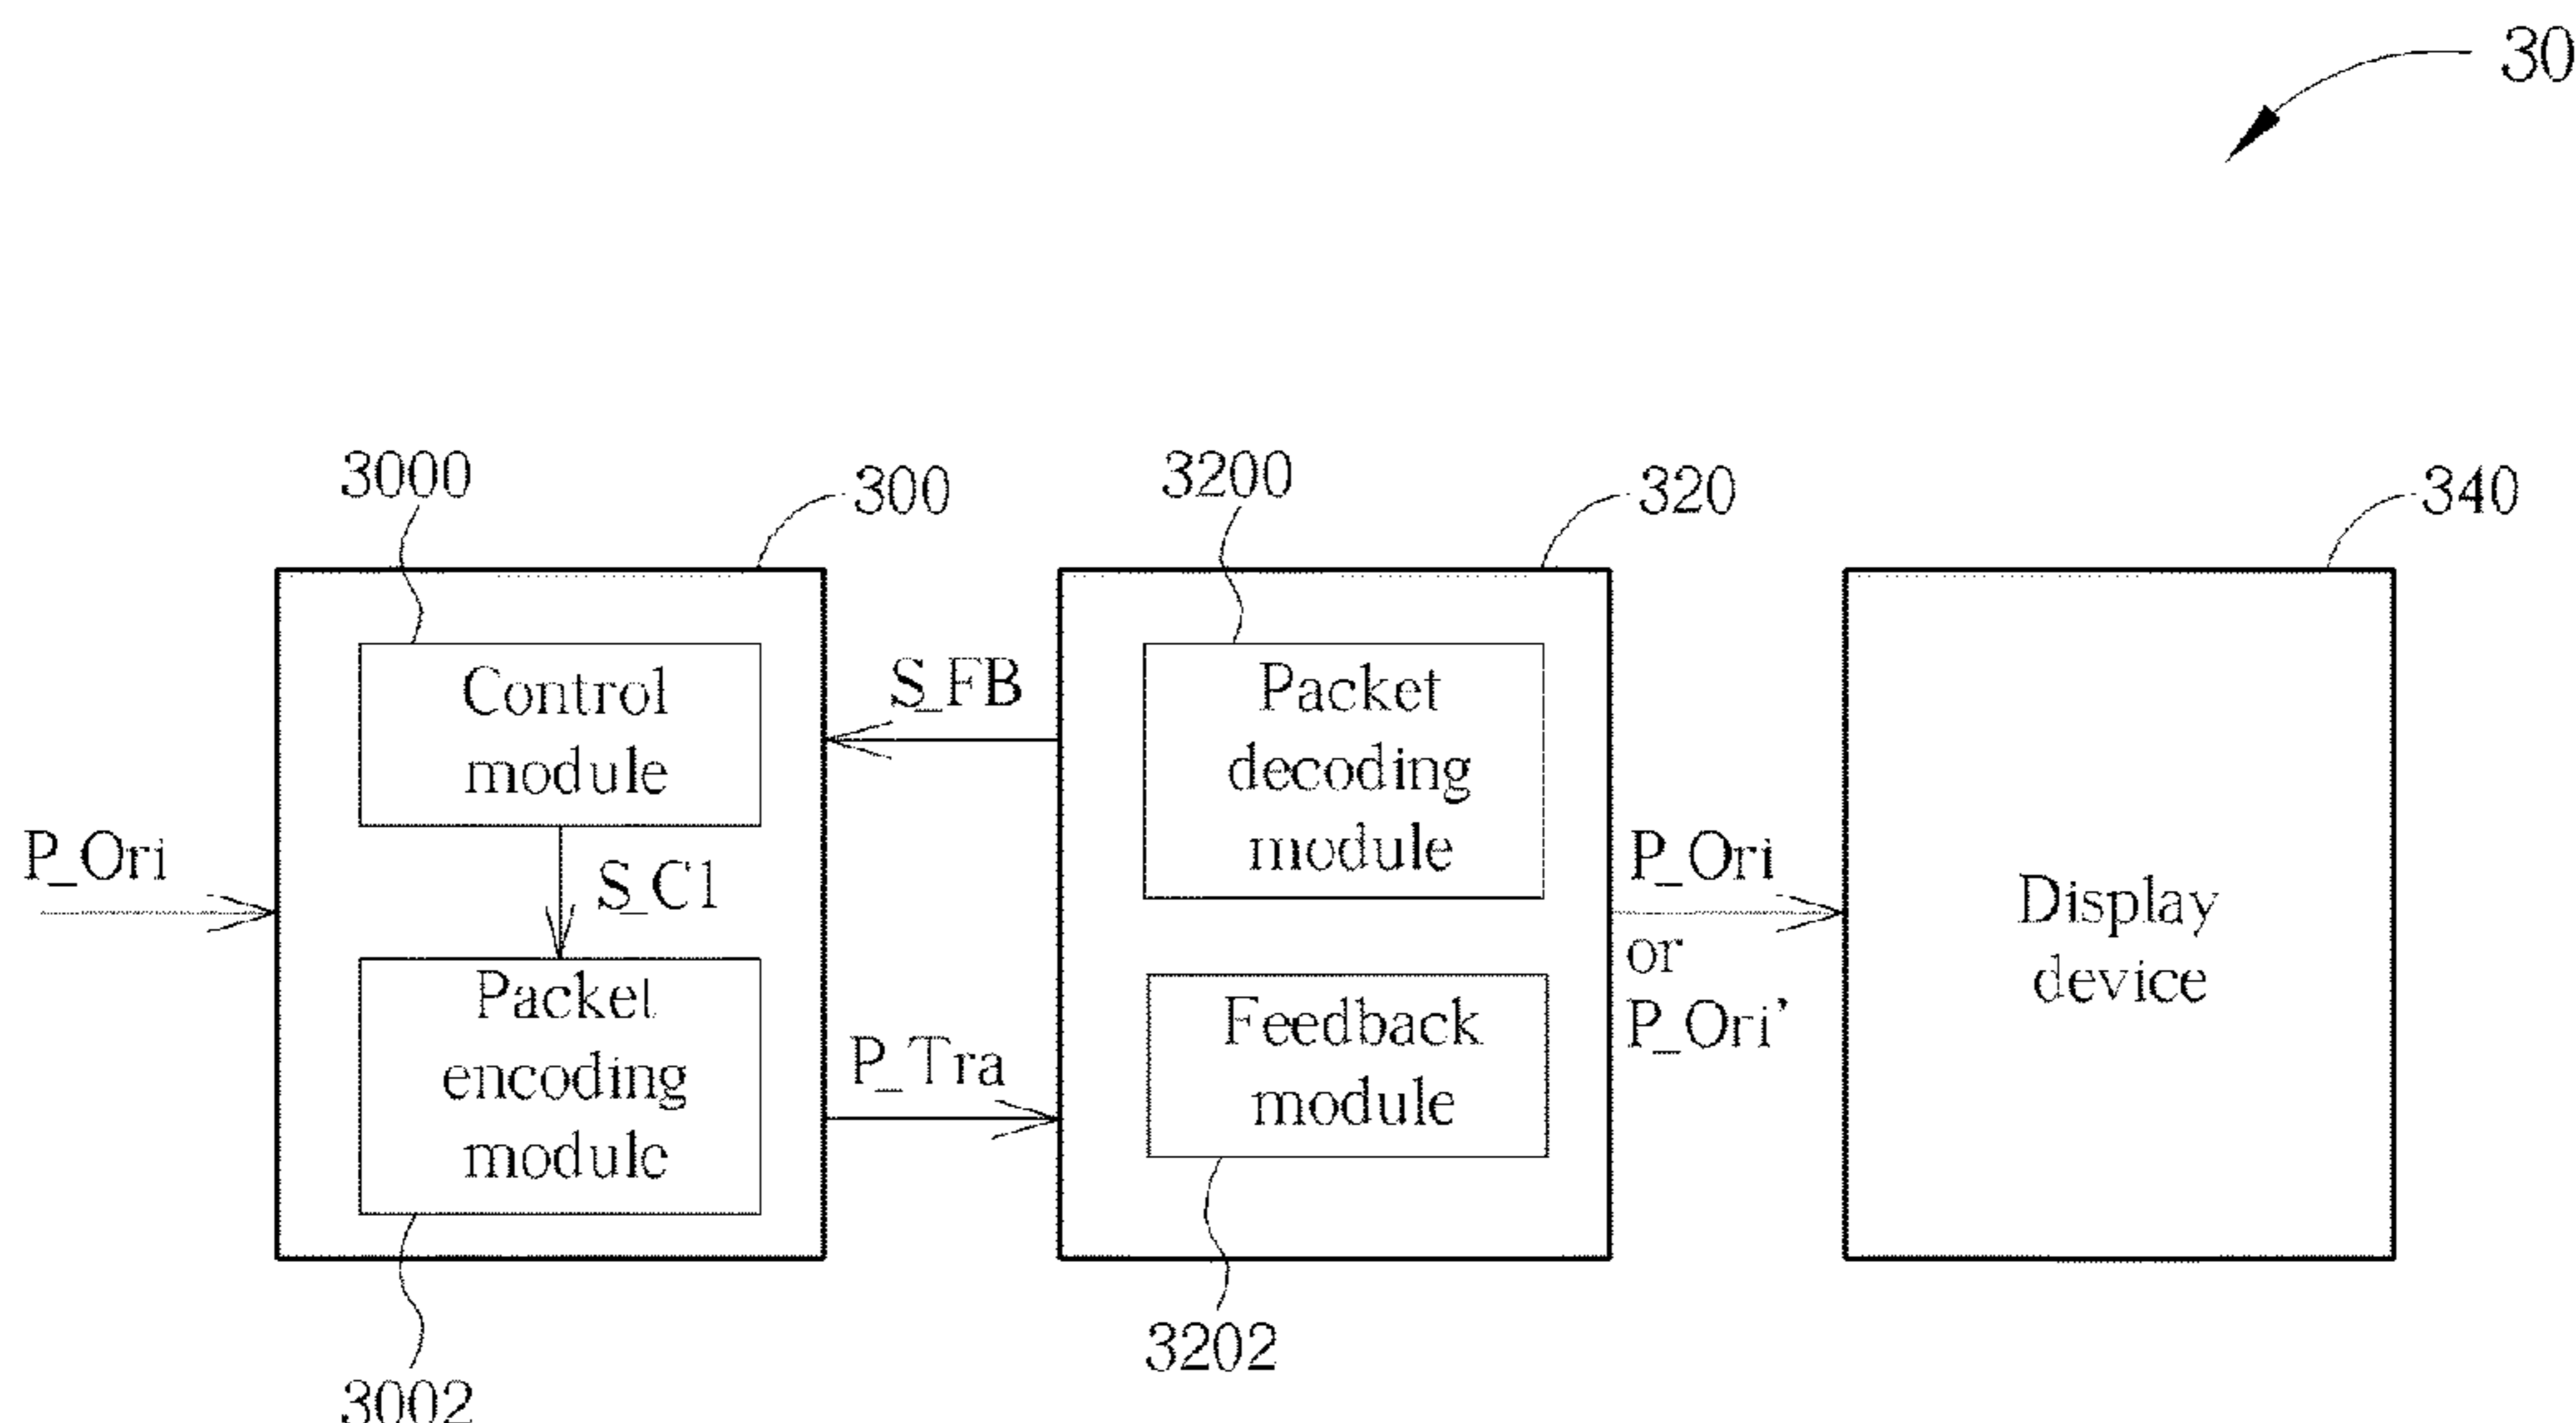 30
3000
300
3200
320
340
Control
module
S_FB
Packet
decoding
module
P_Ori
S_C1
P_Ori
or
P_Ori’
Display
device
Packet
encoding
module
P_Tra
Feedback
module
3002
3202